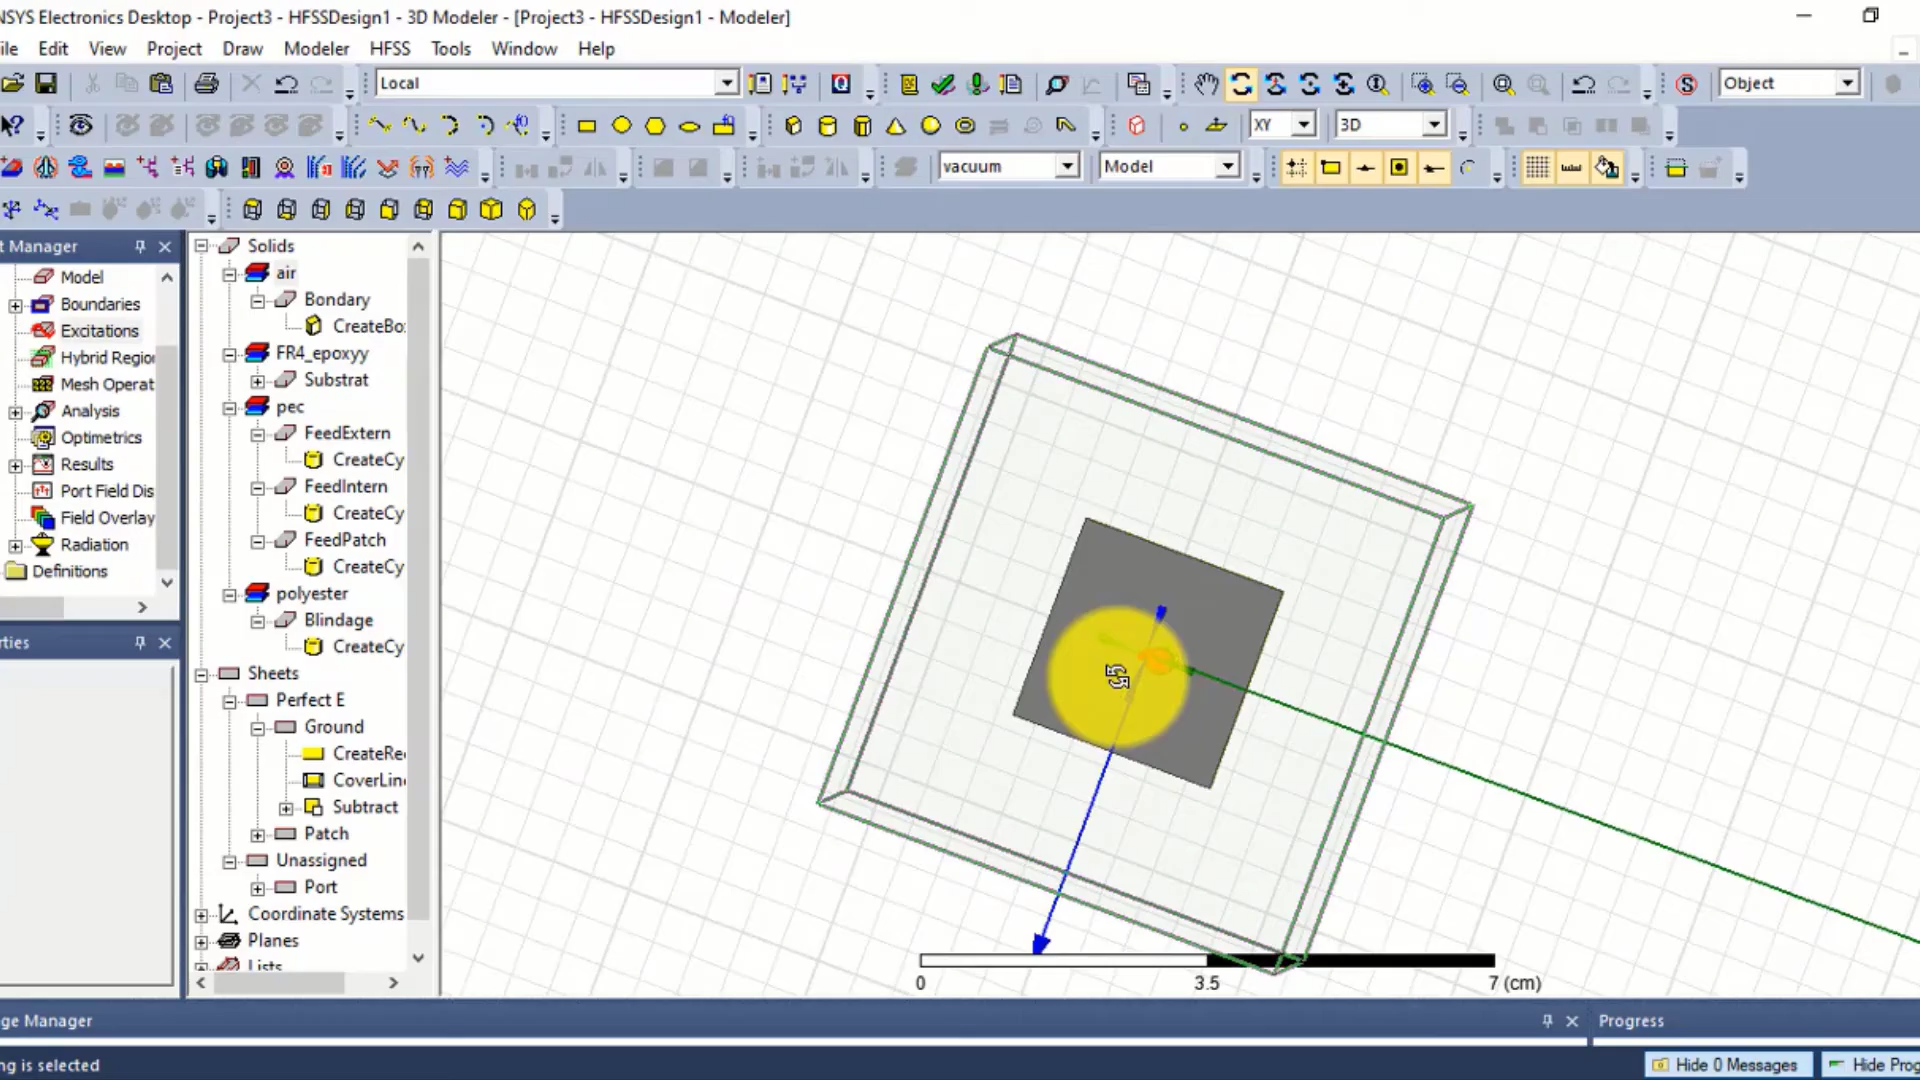 NSYS Electronics Desktop - Project3 - HFSSDesign1 - 3D Modeler - [Project3 - HFSSDesign1 - Modeler]
ile Edit View Project Draw Modeler HFSS Tools Window Help
Local
Object
XY
3D
vacuum
Model
t Manager
Model
Boundaries
Excitations
Hybrid Regio
Mesh Operat
Analysis
Optimetrics
Results
Port Field Dis
Field Overlay
Radiation
Definitions
rties
Solids
air
Bondary
CreateBo
FR4_epoxyy
Substrat
pec
FeedExtern
CreateCy
FeedIntern
CreateCy
FeedPatch
CreateCy
polyester
Blindage
CreateCy
Sheets
Perfect E
Ground
CreateRe
CoverLin
Subtract
Patch
Unassigned
Port
Coordinate Systems
Planes
Lists
0 3.5 7 (cm)
ge Manager
Progress
ng is selected
Hide 0 Messages
Hide Prog